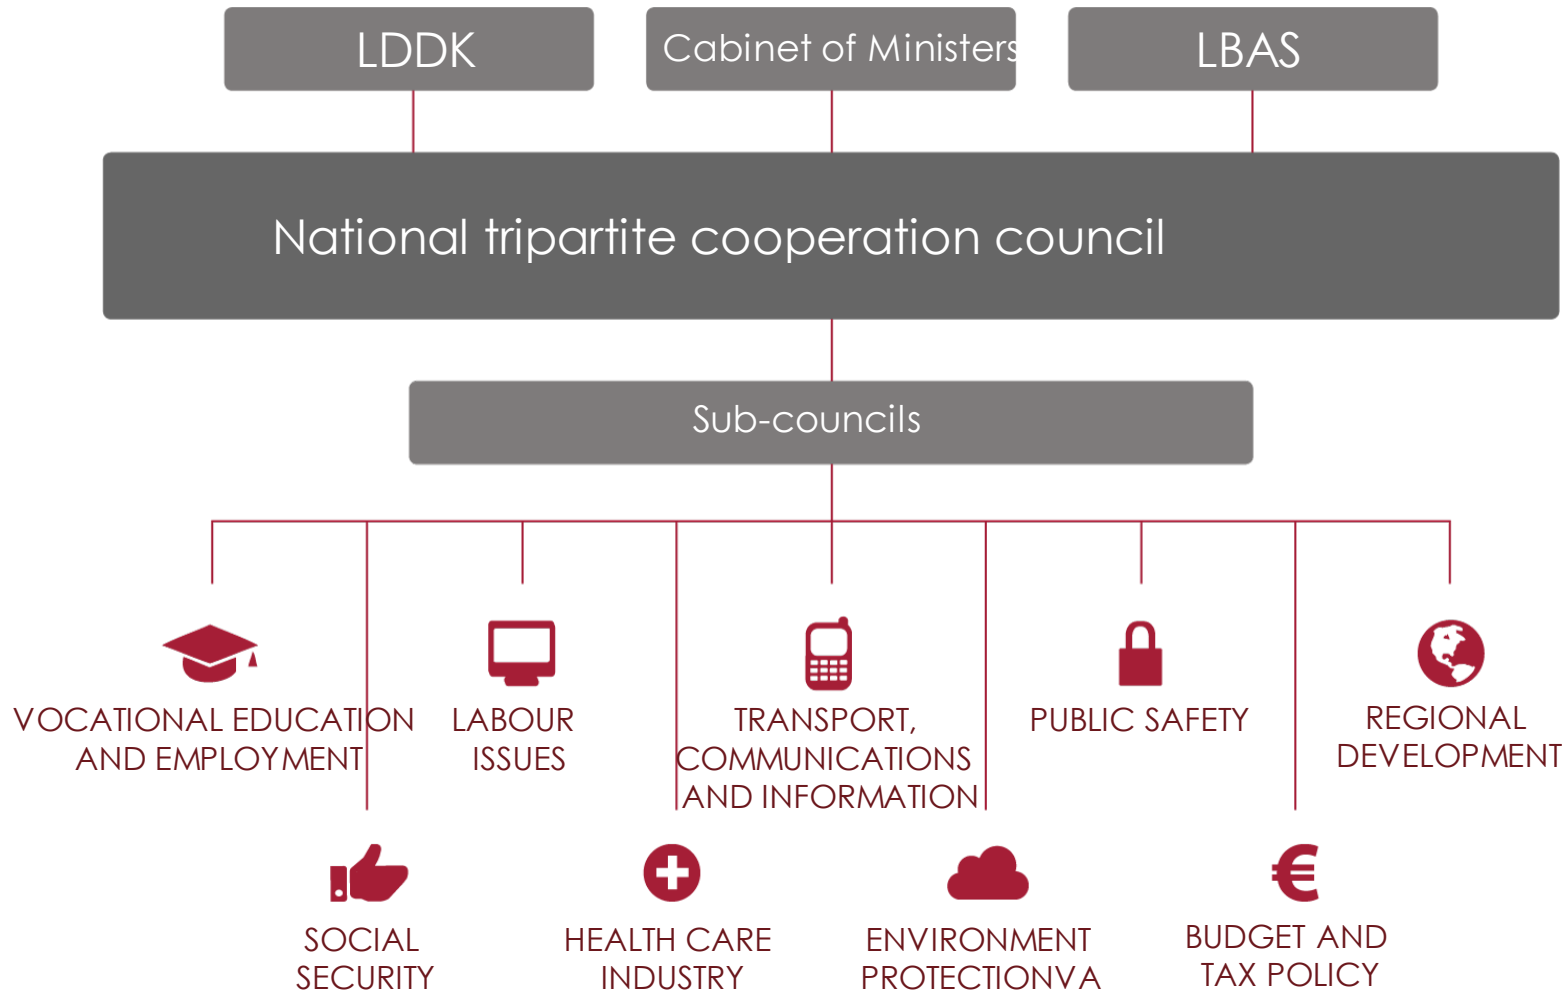 LDDK
Cabinet of Ministers
LBAS
National tripartite cooperation council
Sub-councils
VOCATIONAL EDUCATION
AND EMPLOYMENT
LABOUR
ISSUES
TRANSPORT,
COMMUNICATIONS
AND INFORMATION
PUBLIC SAFETY
REGIONAL
DEVELOPMENT
SOCIAL
SECURITY
HEALTH CARE
INDUSTRY
ENVIRONMENT
PROTECTIONVA
BUDGET AND
TAX POLICY